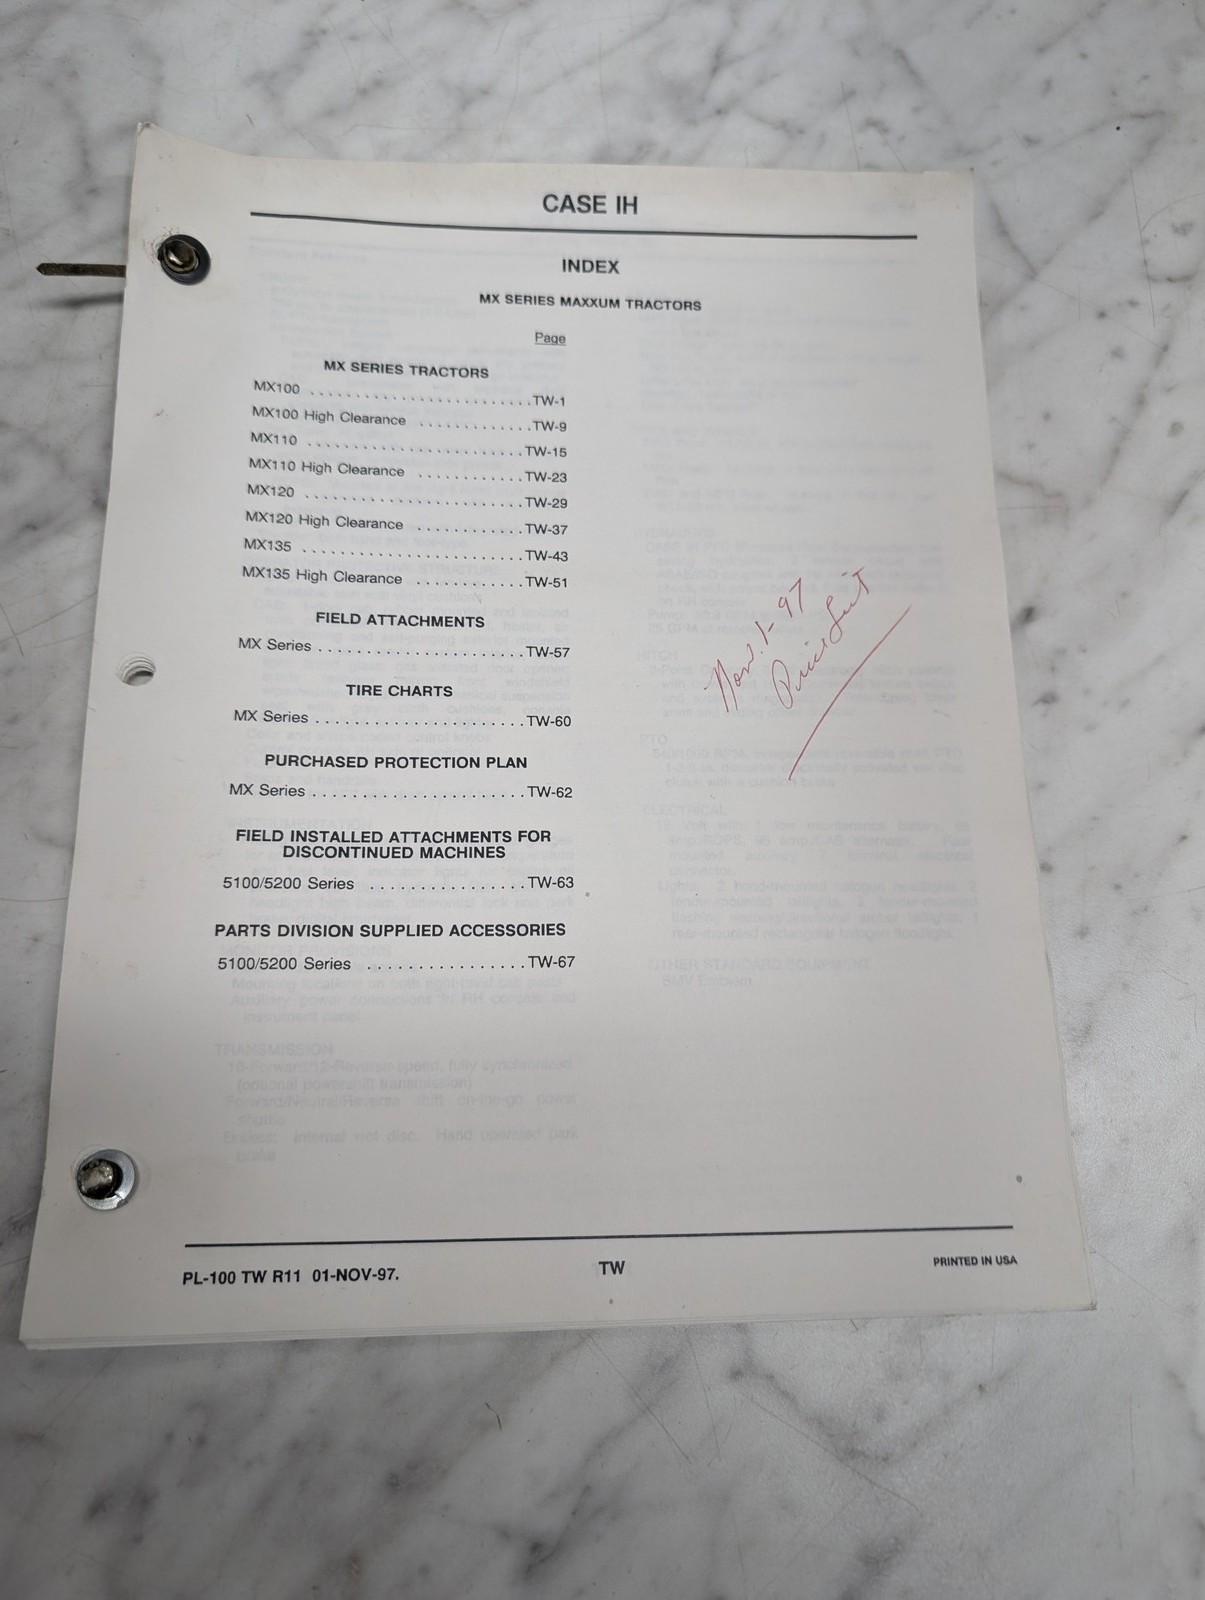 CASE IH
INDEX
MX SERIES MAXXUM TRACTORS
Page
MX SERIES TRACTORS
MX100 ........................TW-1
MX100 High Clearance .............TW-9
MX110 ........................TW-15
MX110 High Clearance ............TW-23
MX120 ........................TW-29
MX120 High Clearance ............TW-37
MX135 ........................TW-43
MX135 High Clearance ............TW-51
FIELD ATTACHMENTS
MX Series .......................TW-57
TIRE CHARTS
MX Series .......................TW-60
PURCHASED PROTECTION PLAN
MX Series .......................TW-62
FIELD INSTALLED ATTACHMENTS FOR
DISCONTINUED MACHINES
5100/5200 Series .................TW-63
PARTS DIVISION SUPPLIED ACCESSORIES
5100/5200 Series .................TW-67
Nov. 1-97
Price List
PL-100 TW R11 01-NOV-97.
TW
PRINTED IN USA